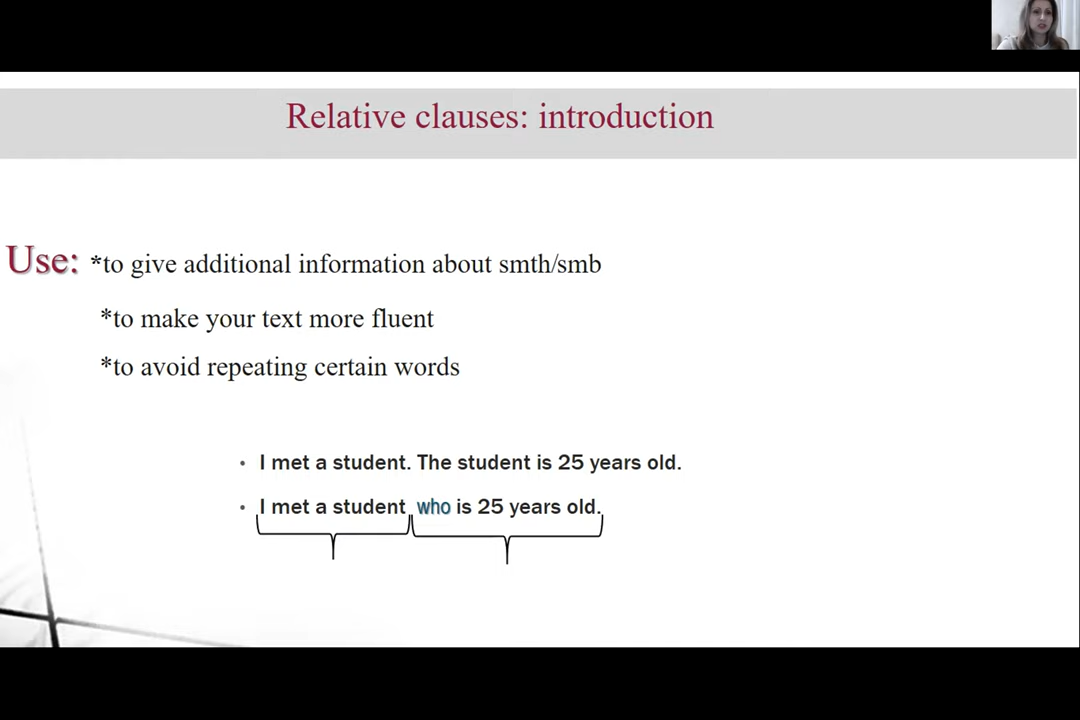 Relative clauses: introduction
Use: *to give additional information about smth/smb
*to make your text more fluent
*to avoid repeating certain words
• I met a student. The student is 25 years old.
• I met a student who is 25 years old.